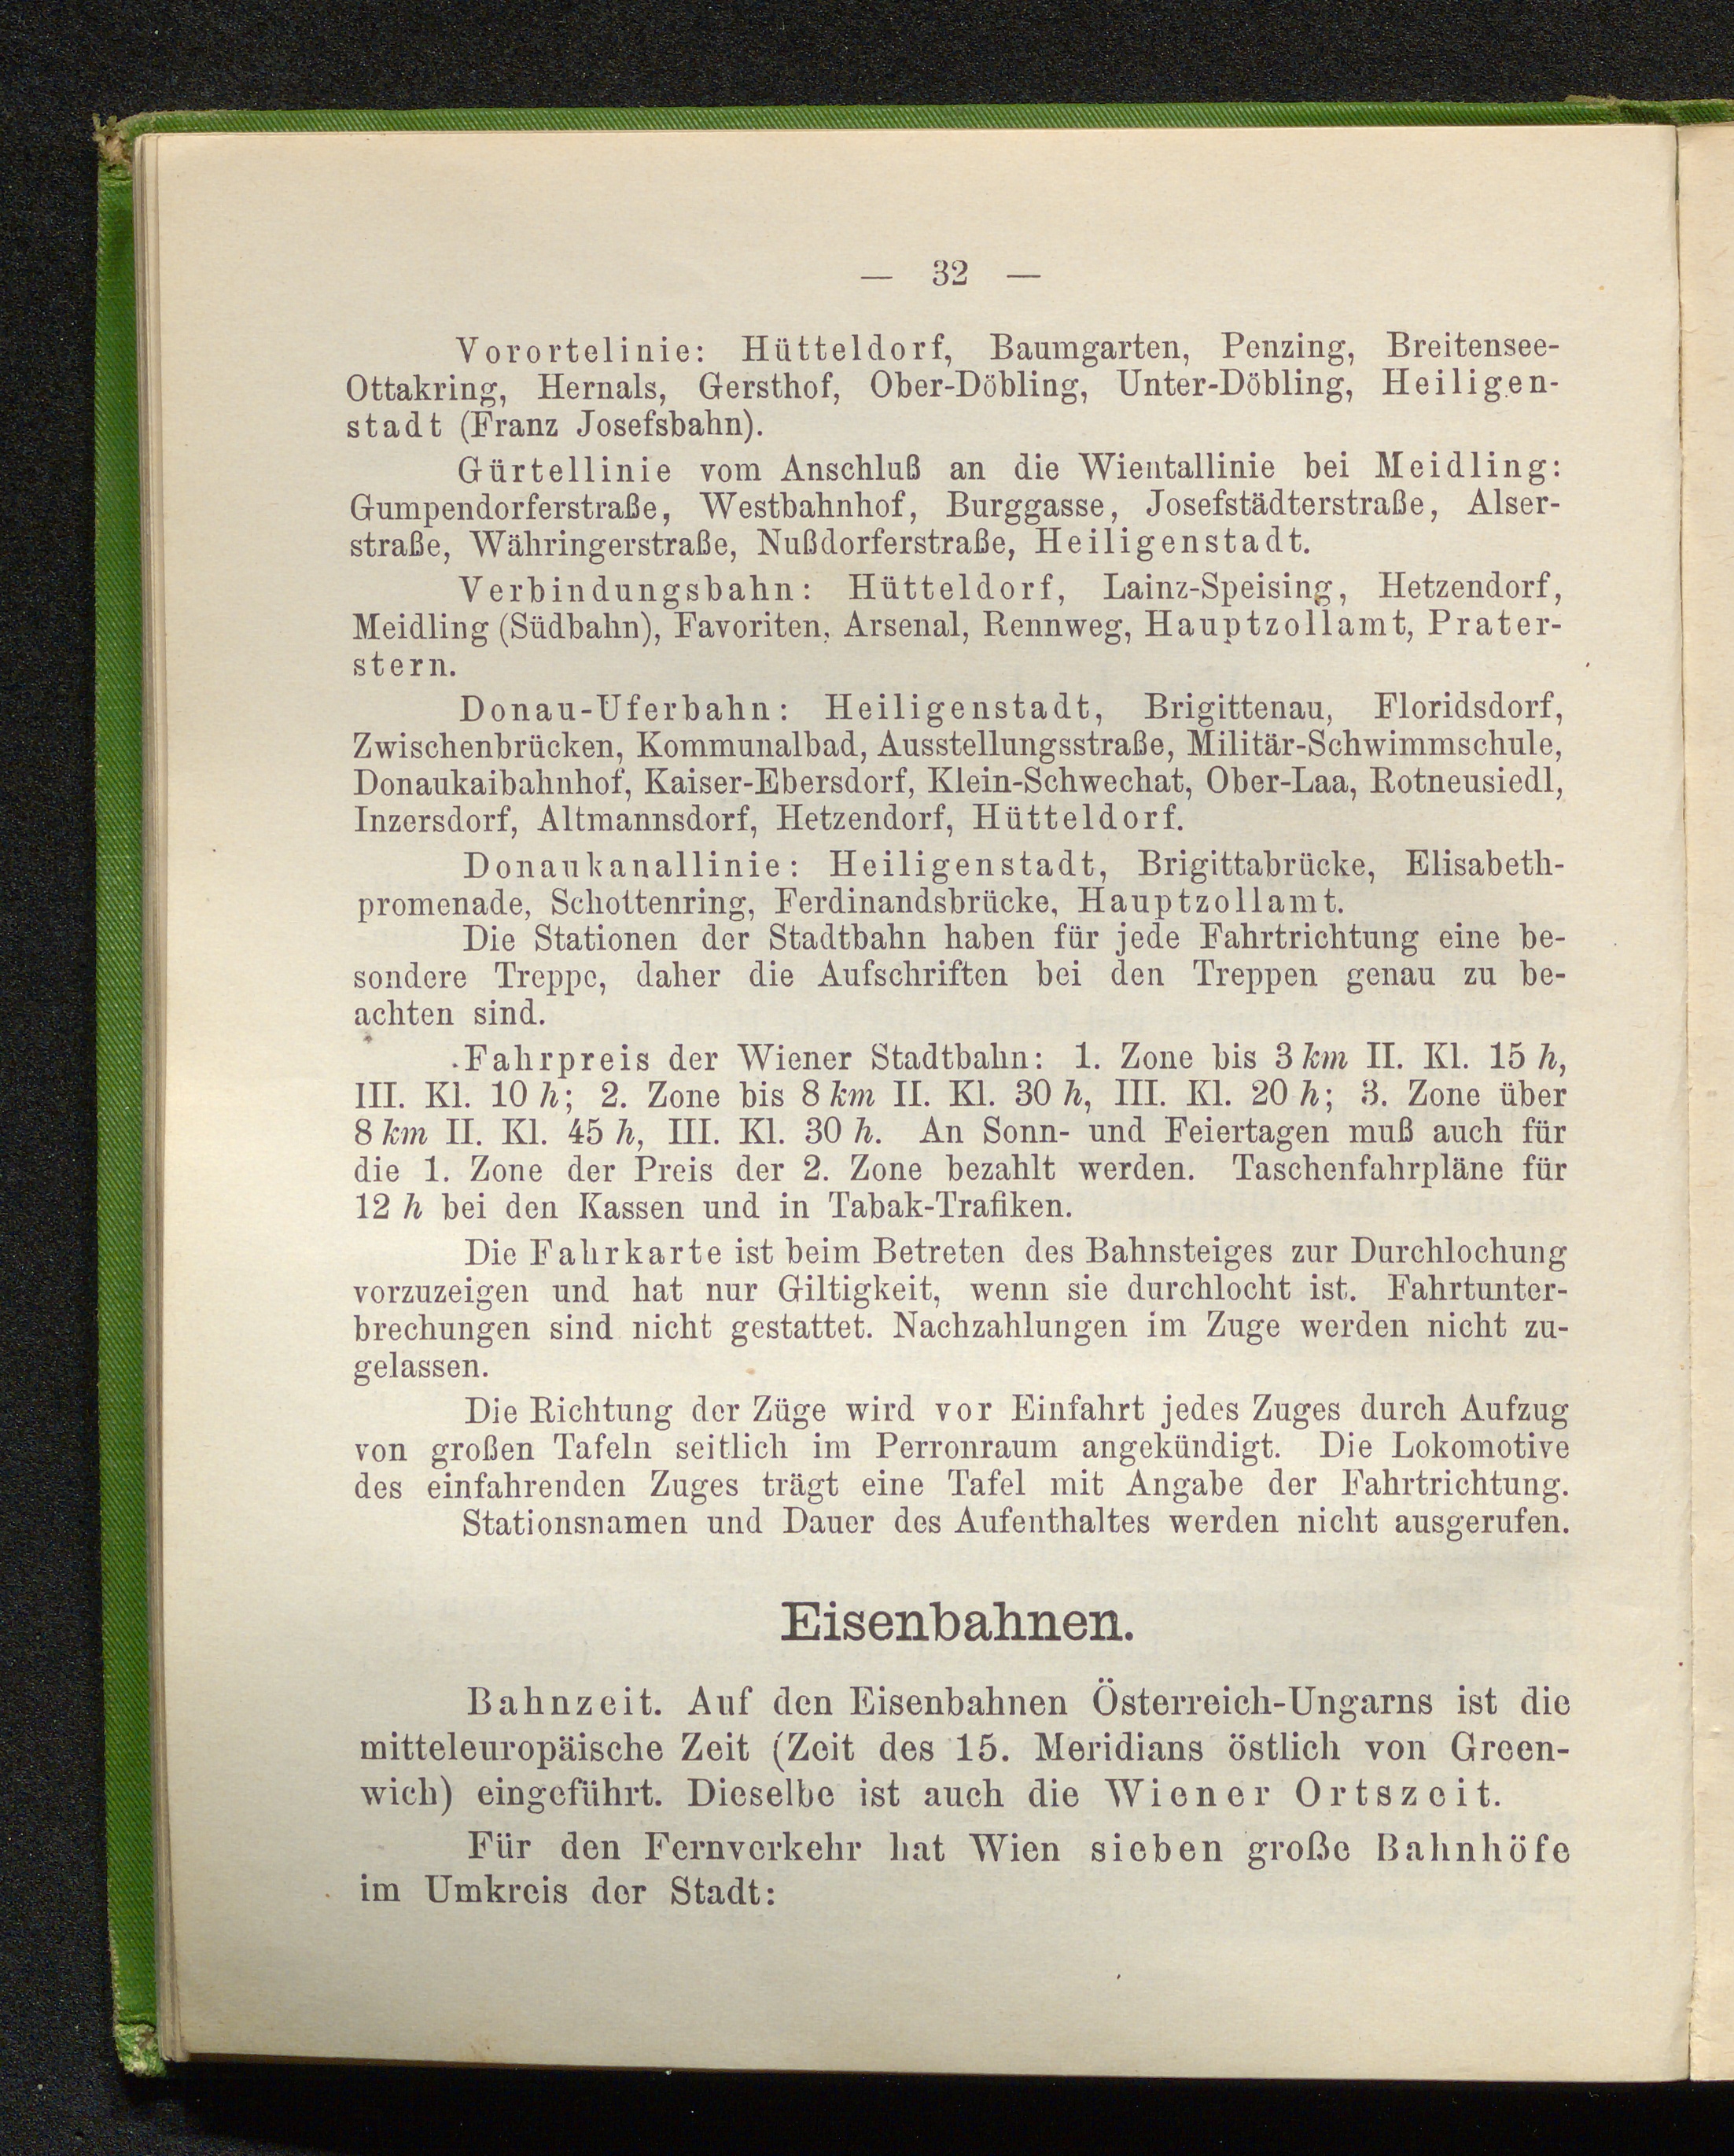 — 32 —
Vorortelinie: Hütteldorf, Baumgarten, Penzing, Breitensee-
Ottakring, Hernals, Gersthof, Ober-Döbling, Unter-Döbling, Heiligen-
stadt (Franz Josefsbahn).
Gürtellinie vom Anschluß an die Wientallinie bei Meidling:
Gumpendorferstraße, Westbahnhof, Burggasse, Josefstädterstraße, Alser-
straße, Währingerstraße, Nußdorferstraße, Heiligenstadt.
Verbindungsbahn: Hütteldorf, Lainz-Speising, Hetzendorf,
Meidling (Südbahn), Favoriten, Arsenal, Rennweg, Hauptzollamt, Prater-
stern.
Donau-Uferbahn: Heiligenstadt, Brigittenau, Floridsdorf,
Zwischenbrücken, Kommunalbad, Ausstellungsstraße, Militär-Schwimmschule,
Donaukaibahnhof, Kaiser-Ebersdorf, Klein-Schwechat, Ober-Laa, Rotneusiedl,
Inzersdorf, Altmannsdorf, Hetzendorf, Hütteldorf.
Donaukanallinie: Heiligenstadt, Brigittabrücke, Elisabeth-
promenade, Schottenring, Ferdinandsbrücke, Hauptzollamt.
Die Stationen der Stadtbahn haben für jede Fahrtrichtung eine be-
sondere Treppe, daher die Aufschriften bei den Treppen genau zu be-
achten sind.
Fahrpreis der Wiener Stadtbahn: 1. Zone bis 3 km II. Kl. 15 h,
III. Kl. 10 h; 2. Zone bis 8 km II. Kl. 30 h, III. Kl. 20 h; 3. Zone über
8 km II. Kl. 45 h, III. Kl. 30 h. An Sonn- und Feiertagen muß auch für
die 1. Zone der Preis der 2. Zone bezahlt werden. Taschenfahrpläne für
12 h bei den Kassen und in Tabak-Trafiken.
Die Fahrkarte ist beim Betreten des Bahnsteiges zur Durchlochung
vorzuzeigen und hat nur Giltigkeit, wenn sie durchlocht ist. Fahrtunter-
brechungen sind nicht gestattet. Nachzahlungen im Zuge werden nicht zu-
gelassen.
Die Richtung der Züge wird vor Einfahrt jedes Zuges durch Aufzug
von großen Tafeln seitlich im Perronraum angekündigt. Die Lokomotive
des einfahrenden Zuges trägt eine Tafel mit Angabe der Fahrtrichtung.
Stationsnamen und Dauer des Aufenthaltes werden nicht ausgerufen.
Eisenbahnen.
Bahnzeit. Auf den Eisenbahnen Österreich-Ungarns ist die
mitteleuropäische Zeit (Zeit des 15. Meridians östlich von Green-
wich) eingeführt. Dieselbe ist auch die Wiener Ortszeit.
Für den Fernverkehr hat Wien sieben große Bahnhöfe
im Umkreis der Stadt: